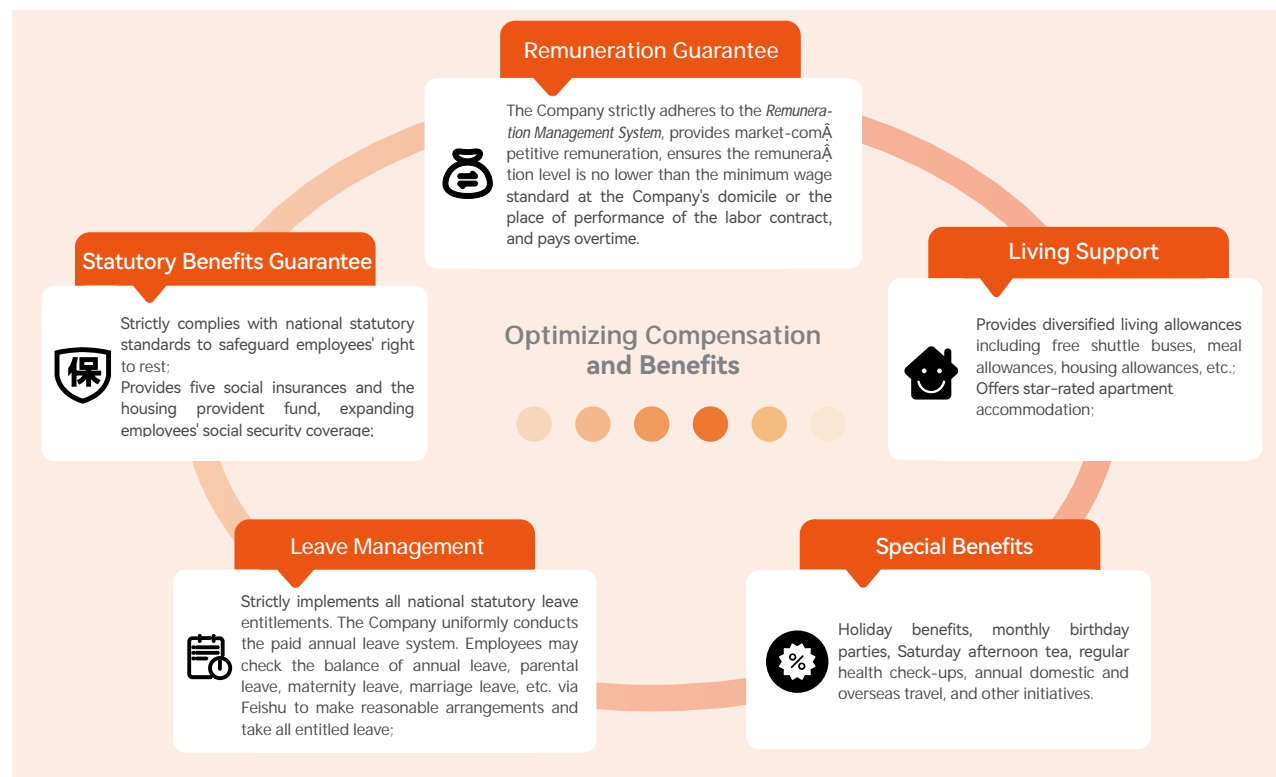 Remuneration Guarantee
The Company strictly adheres to the Remunera-
tion Management System, provides market-comÂ
petitive remuneration, ensures the remuneraÂ
tion level is no lower than the minimum wage
standard at the Company's domicile or the
place of performance of the labor contract,
and pays overtime.
Statutory Benefits Guarantee
保
Strictly complies with national statutory
standards to safeguard employees' right
to rest;
Provides five social insurances and the
housing provident fund, expanding
employees' social security coverage;
Living Support
Provides diversified living allowances
including free shuttle buses, meal
allowances, housing allowances, etc.;
Offers star-rated apartment
accommodation;
Optimizing Compensation
and Benefits
Leave Management
Strictly implements all national statutory leave
entitlements. The Company uniformly conducts
the paid annual leave system. Employees may
check the balance of annual leave, parental
leave, maternity leave, marriage leave, etc. via
Feishu to make reasonable arrangements and
take all entitled leave;
Special Benefits
%
Holiday benefits, monthly birthday
parties, Saturday afternoon tea, regular
health check-ups, annual domestic and
overseas travel, and other initiatives.